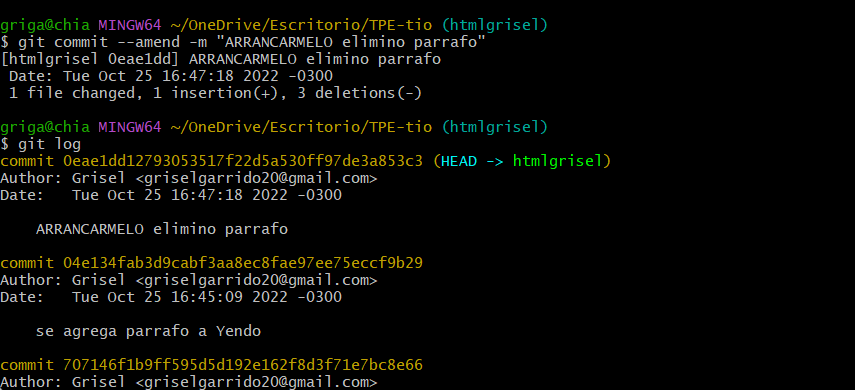 griga@chia MINGW64 ~/OneDrive/Escritorio/TPE-tio (htmlgrisel)
$ git commit --amend -m "ARRANCARMELO elimino parrafo"
[htmlgrisel 0eae1dd] ARRANCARMELO elimino parrafo
 Date: Tue Oct 25 16:47:18 2022 -0300
 1 file changed, 1 insertion(+), 3 deletions(-)

griga@chia MINGW64 ~/OneDrive/Escritorio/TPE-tio (htmlgrisel)
$ git log
commit 0eae1dd12793053517f22d5a530ff97de3a853c3 (HEAD -> htmlgrisel)
Author: Grisel <griselgarrido20@gmail.com>
Date:   Tue Oct 25 16:47:18 2022 -0300

    ARRANCARMELO elimino parrafo

commit 04e134fab3d9cabf3aa8ec8fae97ee75eccf9b29
Author: Grisel <griselgarrido20@gmail.com>
Date:   Tue Oct 25 16:45:09 2022 -0300

    se agrega parrafo a Yendo

commit 707146f1b9ff595d5d192e162f8d3f71e7bc8e66
Author: Grisel <griselgarrido20@gmail.com>